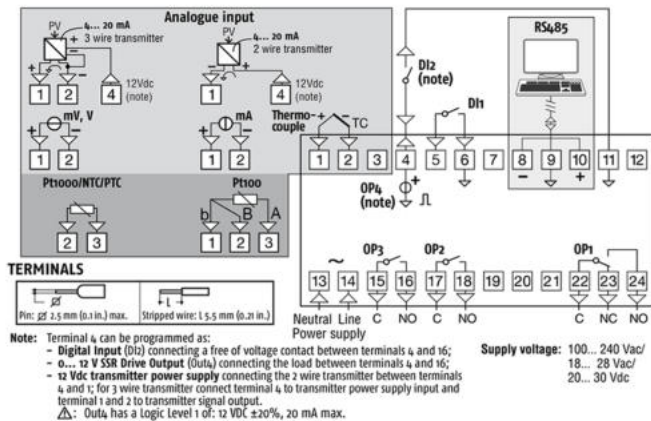 Analogue input
PV
4... 20 mA
3 wire transmitter
+
-
1
2
4
12Vdc
(note)
PV
4... 20 mA
2 wire transmitter
+
-
1
4
12Vdc
(note)
+
-
mV, V
1
2
+
-
mA
1
2
Thermo-
couple
+
-
TC
1
2
3
DI2
(note)
DI1
RS485
4
5
6
7
8
9
10
11
12
-
+
OP4
(note)
+
Pt1000/NTC/PTC
2
3
Pt100
b
B
A
1
2
3
~
OP3
OP2
OP1
13
14
15
16
17
18
19
20
21
22
23
24
Neutral
Line
C
NO
C
NO
C
NC
NO
Power supply
TERMINALS
Pin: Ø 2.5 mm (0.1 in.) max.
L
Stripped wire: L 5.5 mm (0.21 in.)
Note: Terminal 4 can be programmed as:
- Digital Input (DI2) connecting a free of voltage contact between terminals 4 and 16;
- 0... 12 V SSR Drive Output (Out4) connecting the load between terminals 4 and 16;
- 12 Vdc transmitter power supply connecting the 2 wire transmitter between terminals
4 and 1; for 3 wire transmitter connect terminal 4 to transmitter power supply input and
terminal 1 and 2 to transmitter signal output.
⚠: Out4 has a Logic Level 1 of: 12 VDC ±20%, 20 mA max.
Supply voltage: 100... 240 Vac/
18... 28 Vac/
20... 30 Vdc